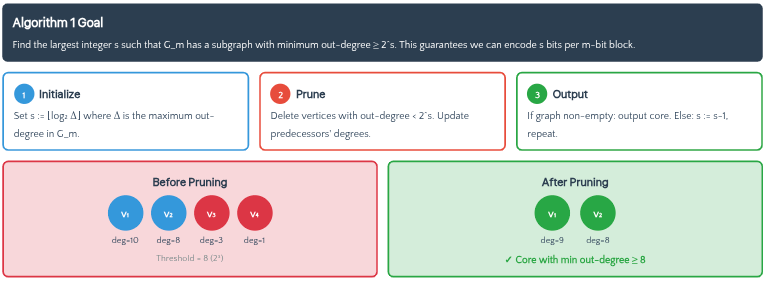 Algorithm 1 Goal
Find the largest integer s such that G_m has a subgraph with minimum out-degree ≥ 2^s. This guarantees we can encode s bits per m-bit block.
1 Initialize
Set s := ⌊log₂ Δ⌋ where Δ is the maximum out-
degree in G_m.
2 Prune
Delete vertices with out-degree < 2^s. Update
predecessors' degrees.
3 Output
If graph non-empty: output core. Else: s := s-1,
repeat.
Before Pruning
V₁ V₂ V₃ V₄
deg=10 deg=8 deg=3 deg=1
Threshold = 8 (2³)
After Pruning
V₁ V₂
deg=9 deg=8
✓ Core with min out-degree ≥ 8